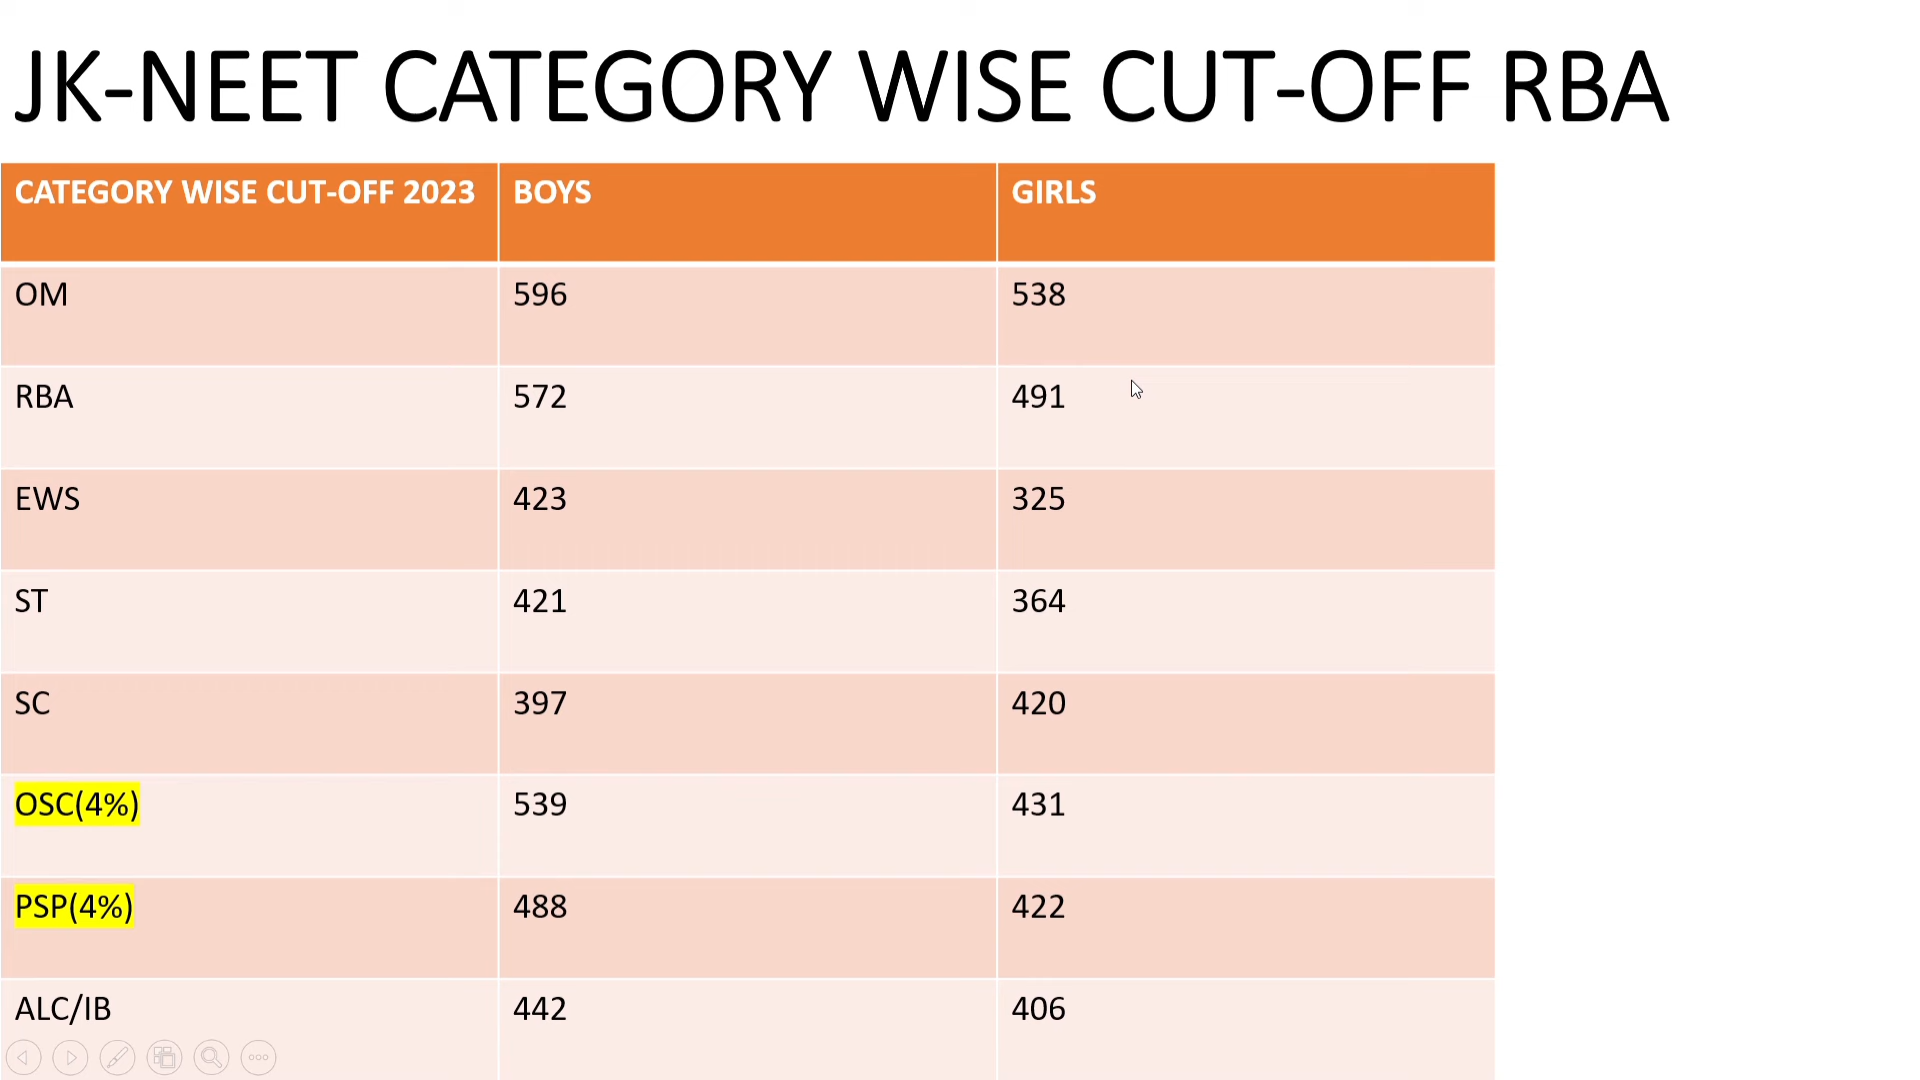 JK-NEET CATEGORY WISE CUT-OFF RBA
CATEGORY WISE CUT-OFF 2023 BOYS GIRLS
OM 596 538
RBA 572 491
EWS 423 325
ST 421 364
SC 397 420
OSC(4%) 539 431
PSP(4%) 488 422
ALC/IB 442 406